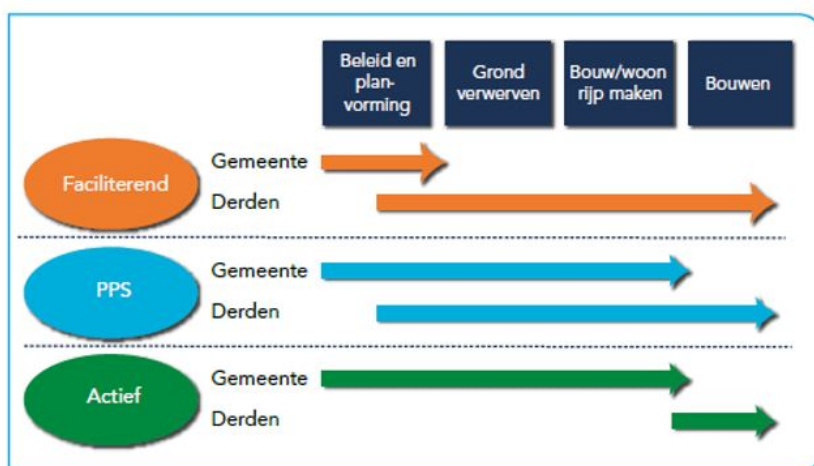 Beleid en
plan-
vorming
Grond
verwerven
Bouw/woon
rijp maken
Bouwen
Faciliterend
Gemeente
Derden
PPS
Gemeente
Derden
Actief
Gemeente
Derden